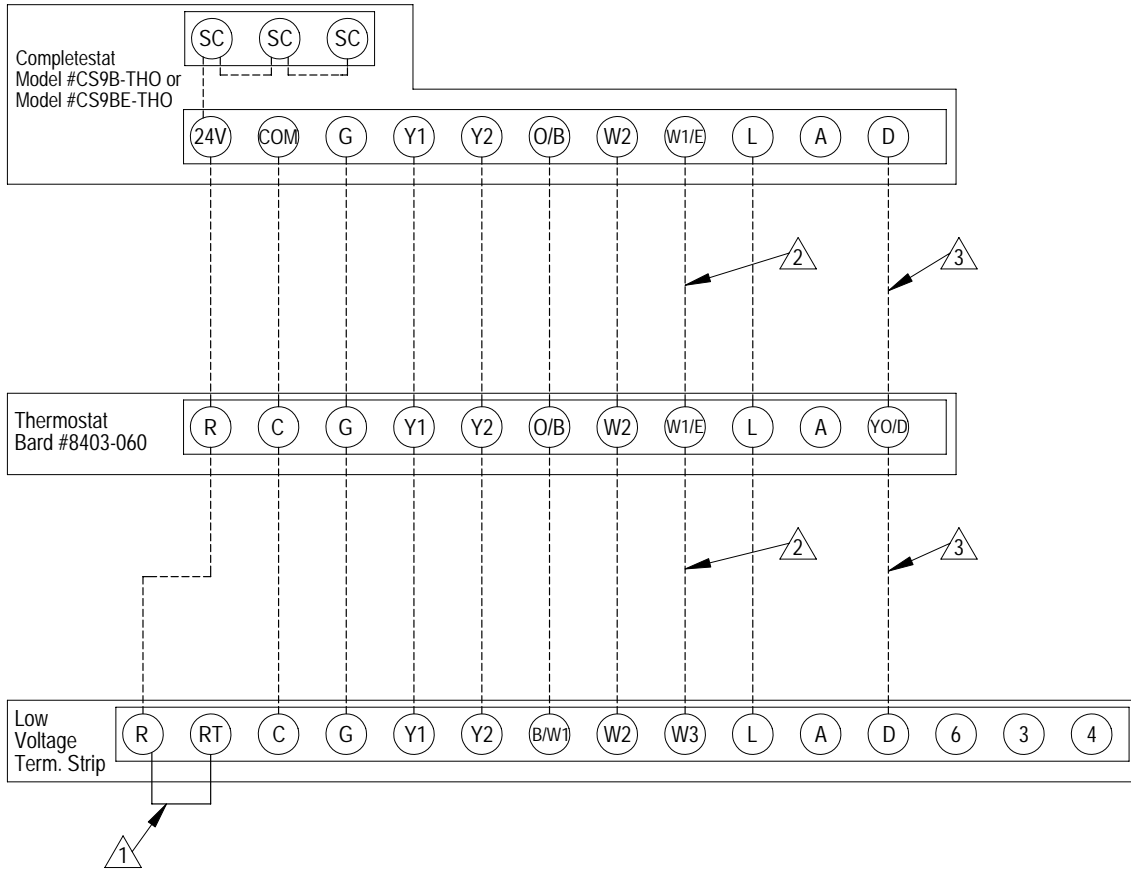 SC SC SC
Completestat
Model #CS9B-THO or
Model #CS9BE-THO
24V COM G Y1 Y2 O/B W2 W1/E L A D
2 3
Thermostat
Bard #8403-060
R C G Y1 Y2 O/B W2 W1/E L A YO/D
2 3
Low
Voltage
Term. Strip
R RT C G Y1 Y2 B/W1 W2 W3 L A D 6 3 4
1